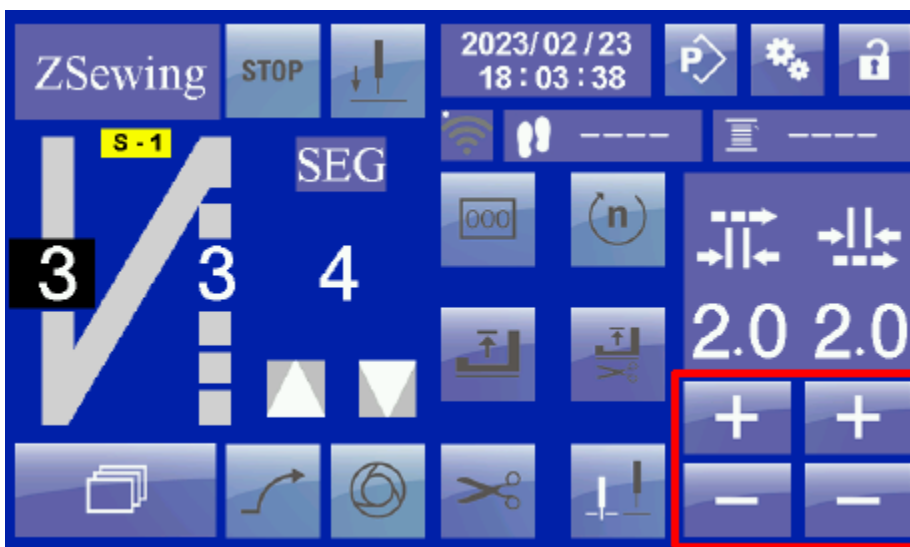 ZSewing
STOP
2023/02/23
18:03:38
P
S-1
SEG
----
----
000
n
3
3
4
2.0
2.0
+
+
-
-